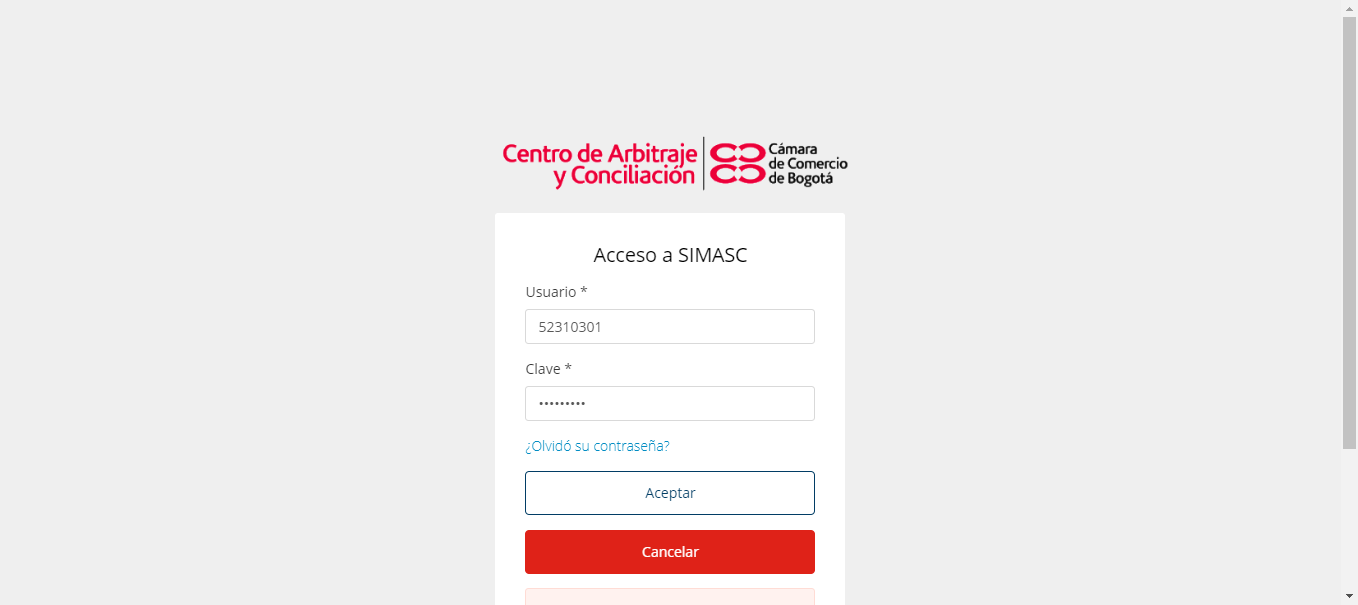 Centro de Arbitraje
y Conciliación
Cámara
de Comercio
de Bogotá
Acceso a SIMASC
Usuario *
52310301
Clave *
•••••••••
¿Olvidó su contraseña?
Aceptar
Cancelar